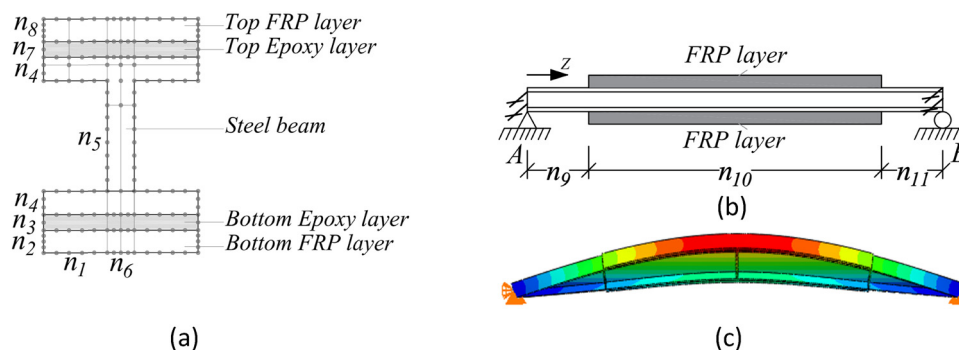 (a)
n8
Top FRP layer
n7
Top Epoxy layer
n4
n5
Steel beam
n4
n3
Bottom Epoxy layer
n2
Bottom FRP layer
n1 n6
(a)
FRP layer
z
FRP layer
A
n9 n10 n11
(b)
(c)